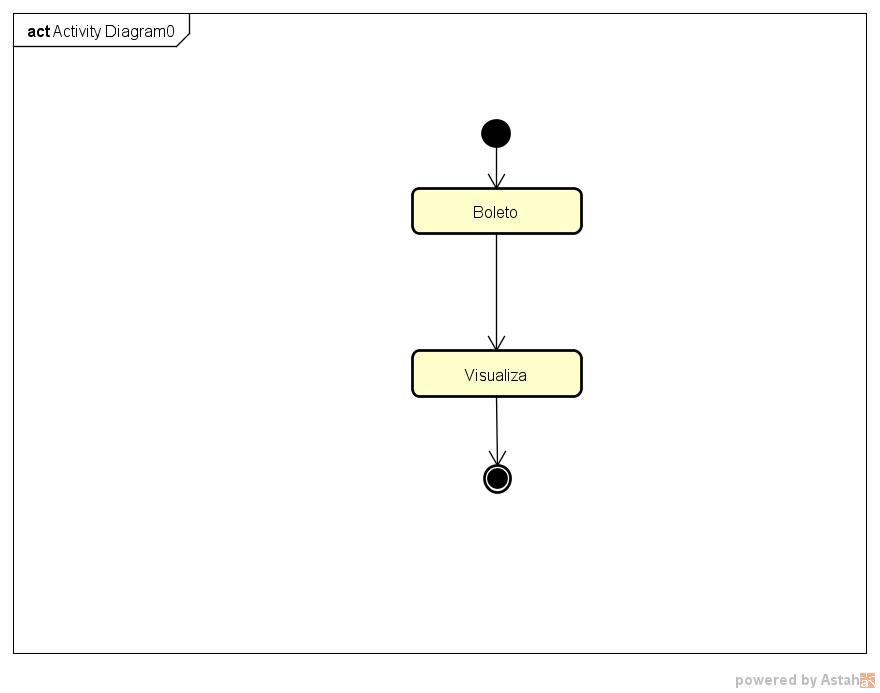 act Activity Diagram0
Boleto
Visualiza
powered by Astah